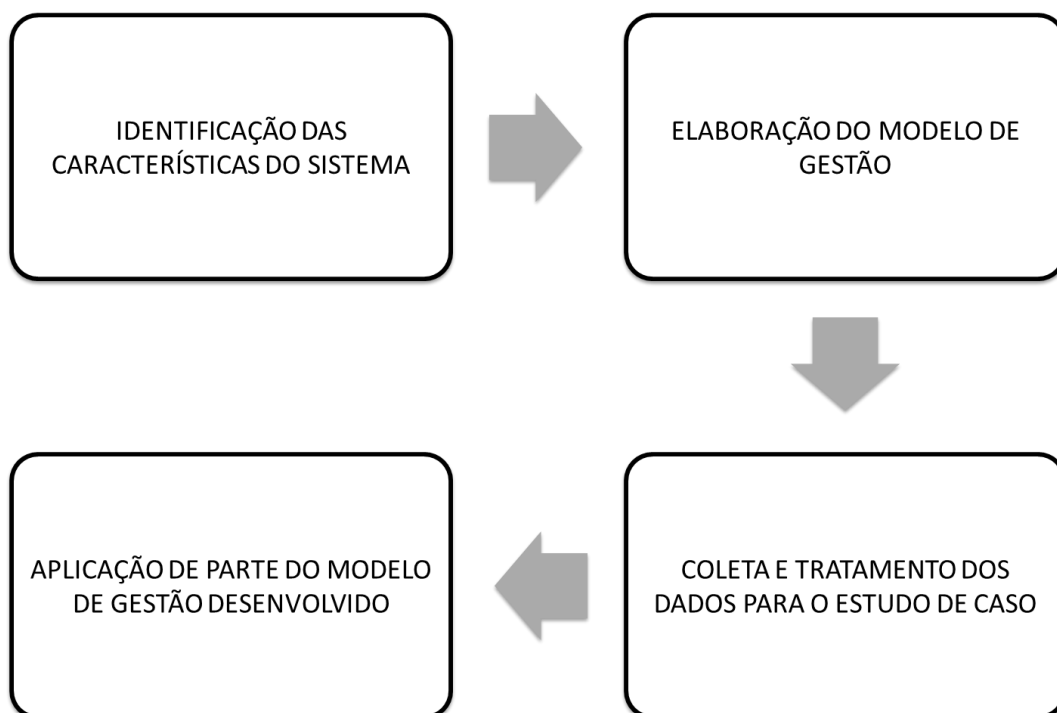 IDENTIFICAÇÃO DAS
CARACTERÍSTICAS DO SISTEMA
ELABORAÇÃO DO MODELO DE
GESTÃO
COLETA E TRATAMENTO DOS
DADOS PARA O ESTUDO DE CASO
APLICAÇÃO DE PARTE DO MODELO
DE GESTÃO DESENVOLVIDO